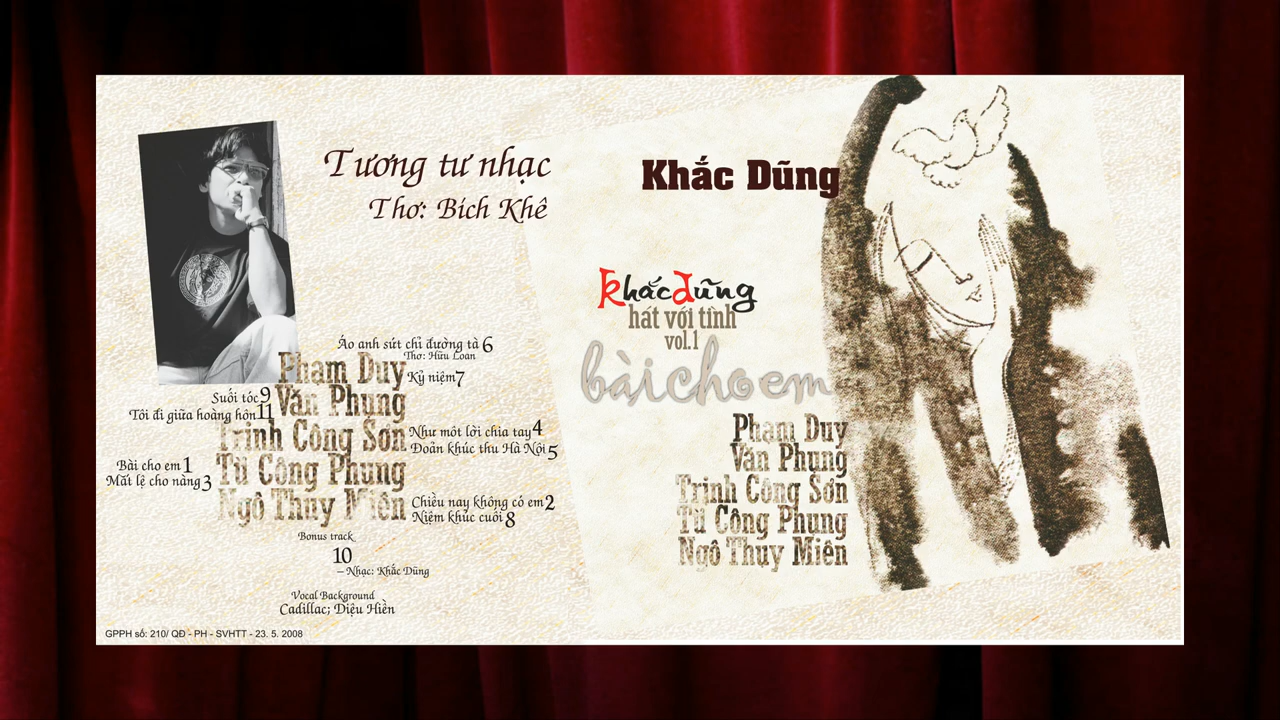 Tương tư nhạc
Thơ: Bích Khê
Áo anh sứt chỉ đường tà 6
Thơ: Hữu Loan
Phạm Duy
Kỷ niệm 7
Suối tóc 9
Văn Phụng
Tôi đi giữa hoàng hôn 11
Trịnh Công Sơn
Như một lời chia tay 4
Đoản khúc thu Hà Nội 5
Bài cho em 1
Từ Công Phụng
Mắt lệ cho nàng 3
Ngô Thụy Miên
Chiều nay không có em 2
Niệm khúc cuối 8
Bonus track
10
– Nhạc: Khắc Dũng
Vocal Background
Cadillac; Diệu Hiền
GPPH số: 210/ QĐ - PH - SVHTT - 23. 5. 2008
Khắc Dũng
khắcdũng
hát với tình
vol.1
bàichoem
Phạm Duy
Văn Phụng
Trịnh Công Sơn
Từ Công Phụng
Ngô Thụy Miên